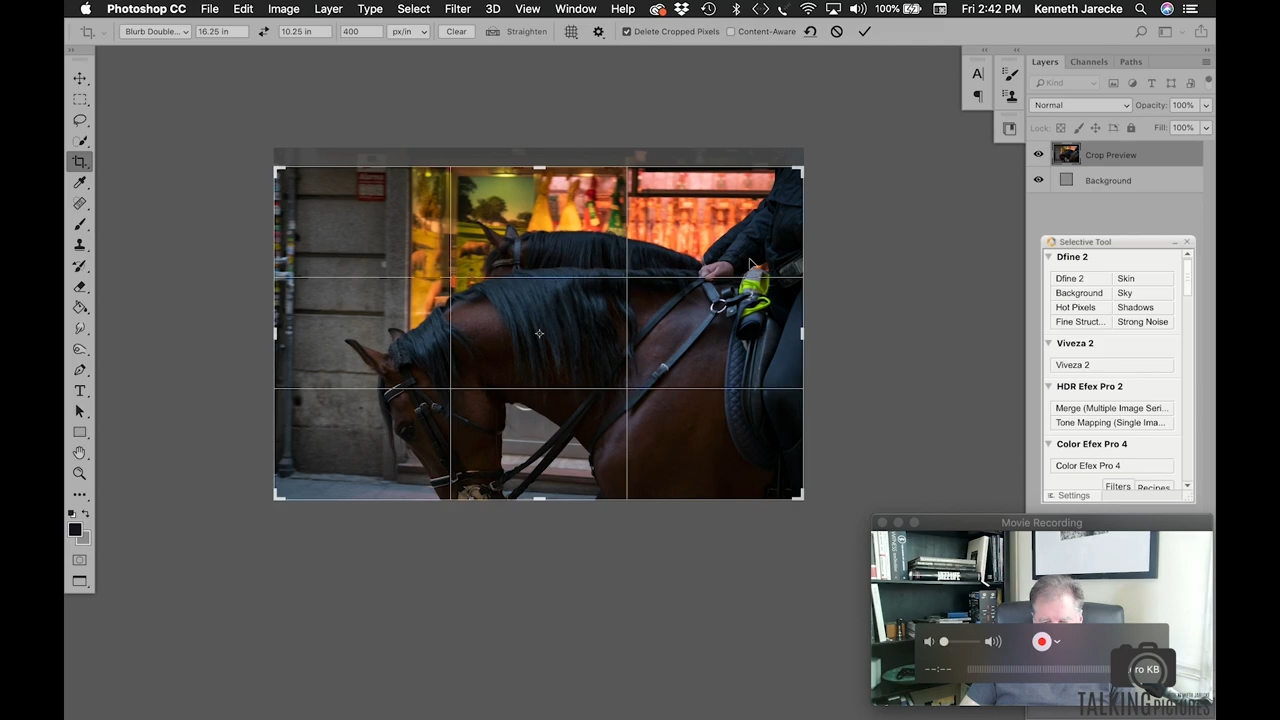 Photoshop CC File Edit Image Layer Type Select Filter 3D View Window Help 100% Fri 2:42 PM Kenneth Jarecke
Blurb Double... 16.25 in 10.25 in 400 px/in Clear Straighten Delete Cropped Pixels Content-Aware
Layers Channels Paths
Kind
Normal Opacity: 100%
Lock: Fill: 100%
Crop Preview
Background
Selective Tool
Dfine 2
Dfine 2 Skin
Background Sky
Hot Pixels Shadows
Fine Struct... Strong Noise
Viveza 2
Viveza 2
HDR Efex Pro 2
Merge (Multiple Image Seri...
Tone Mapping (Single Ima...
Color Efex Pro 4
Color Efex Pro 4
Filters Recipes
Settings
Movie Recording
JAZZLIFE
--:--
ro KB
TALKING PICTURES